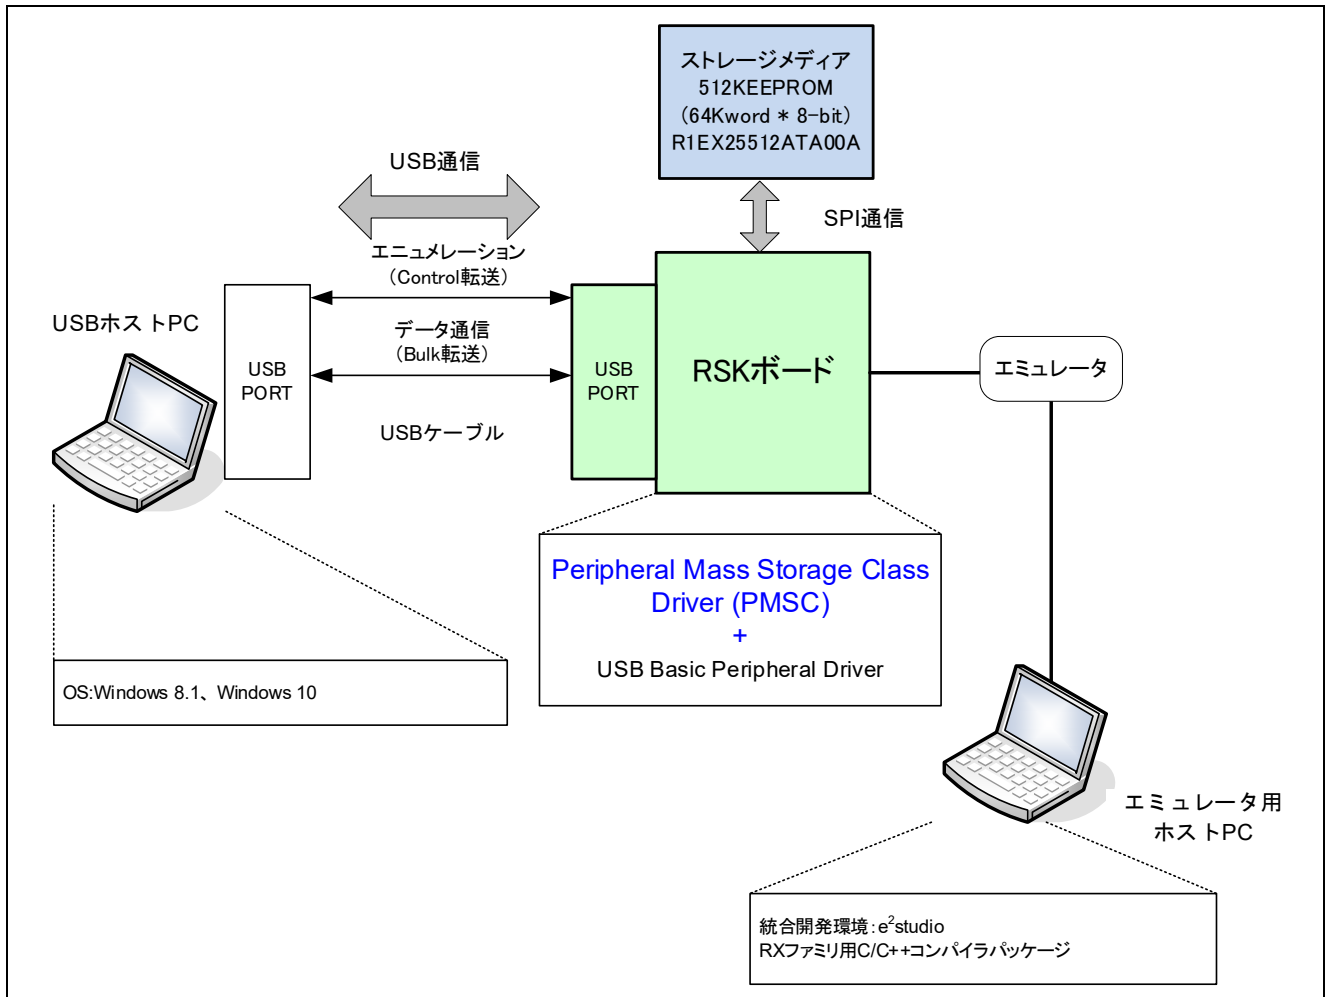 ストレージメディア
512KEEPROM
(64Kword * 8-bit)
R1EX25512ATA00A
USB通信
SPI通信
エニュメレーション
(Control転送)
USBホストPC
データ通信
(Bulk転送)
USB
PORT
USB
PORT
RSKボード
エミュレータ
USBケーブル
Peripheral Mass Storage Class
Driver (PMSC)
+
USB Basic Peripheral Driver
OS:Windows 8.1、Windows 10
エミュレータ用
ホストPC
統合開発環境:e²studio
RXファミリ用C/C++コンパイラパッケージ